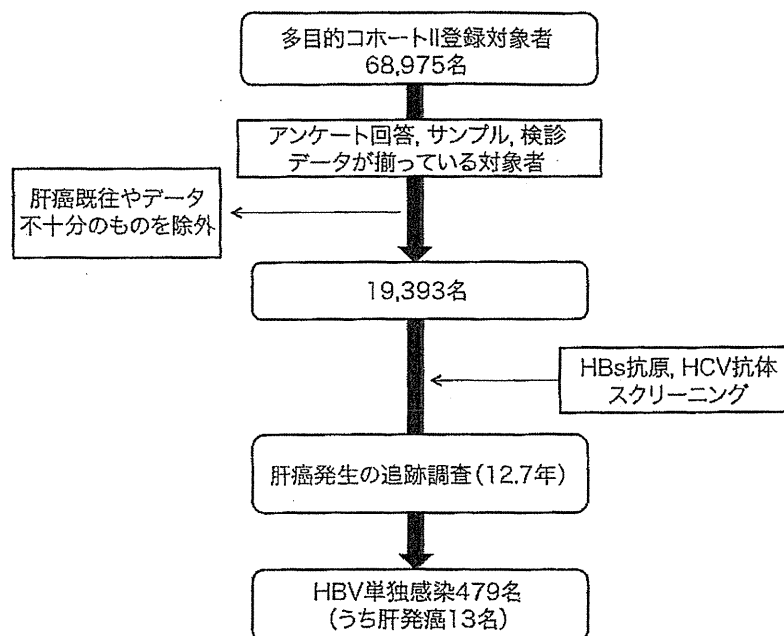 多目的コホートII登録対象者
68,975名
アンケート回答, サンプル, 検診
データが揃っている対象者
肝癌既往やデータ
不十分のものを除外
19,393名
HBs抗原, HCV抗体
スクリーニング
肝癌発生の追跡調査(12.7年)
HBV単独感染479名
(うち肝発癌13名)